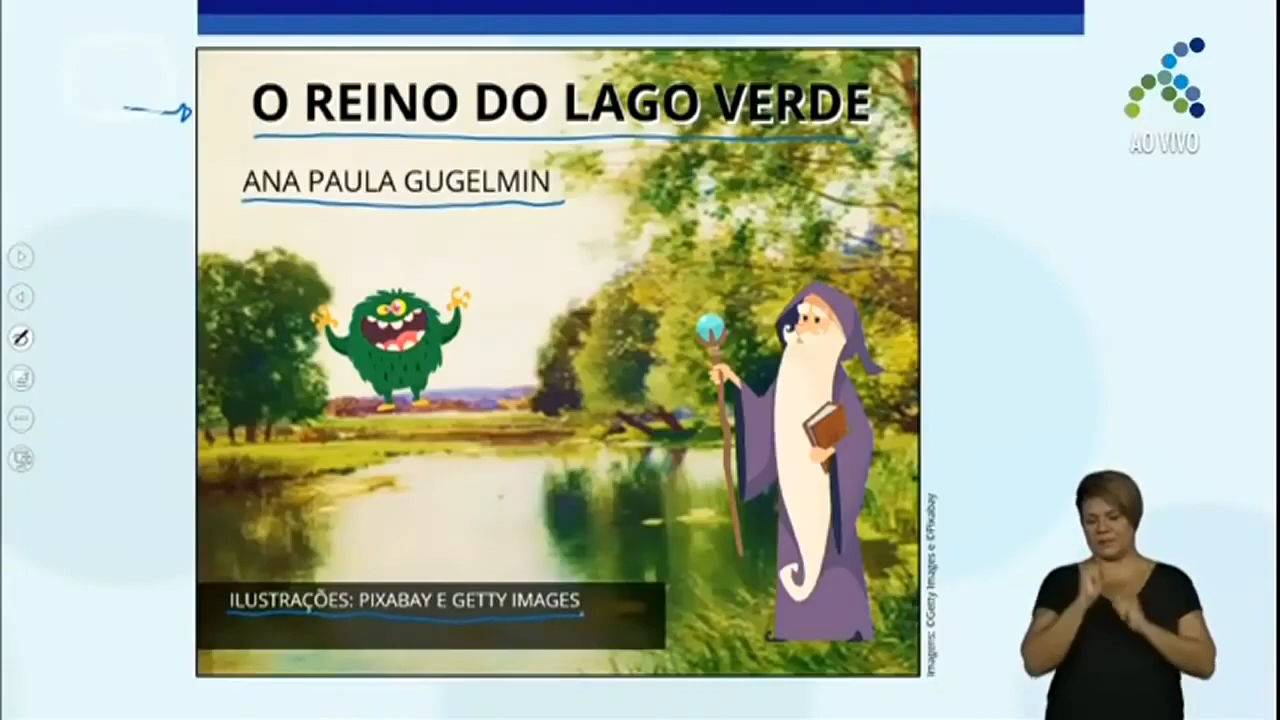 O REINO DO LAGO VERDE
ANA PAULA GUGELMIN
AO VIVO
ILUSTRAÇÕES: PIXABAY E GETTY IMAGES
Imagens: ©Getty Images e ©Pixabay